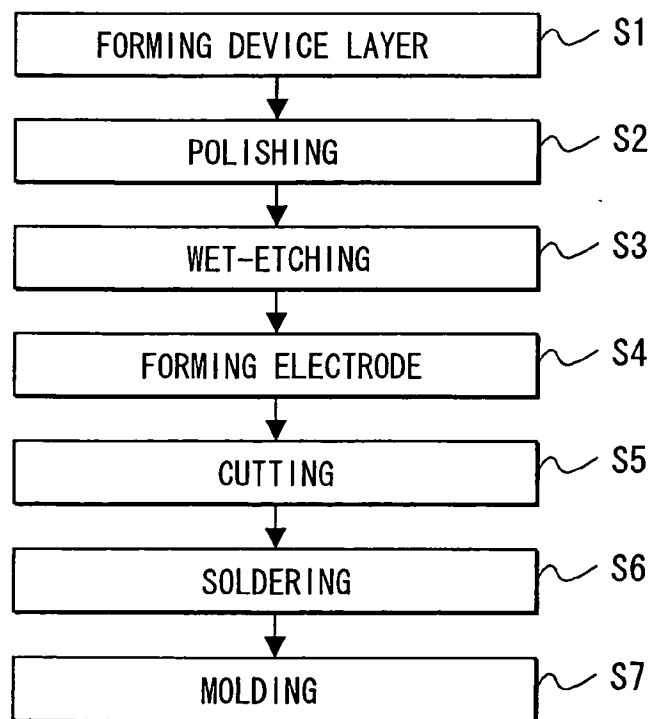 FORMING DEVICE LAYER S1
POLISHING S2
WET-ETCHING S3
FORMING ELECTRODE S4
CUTTING S5
SOLDERING S6
MOLDING S7